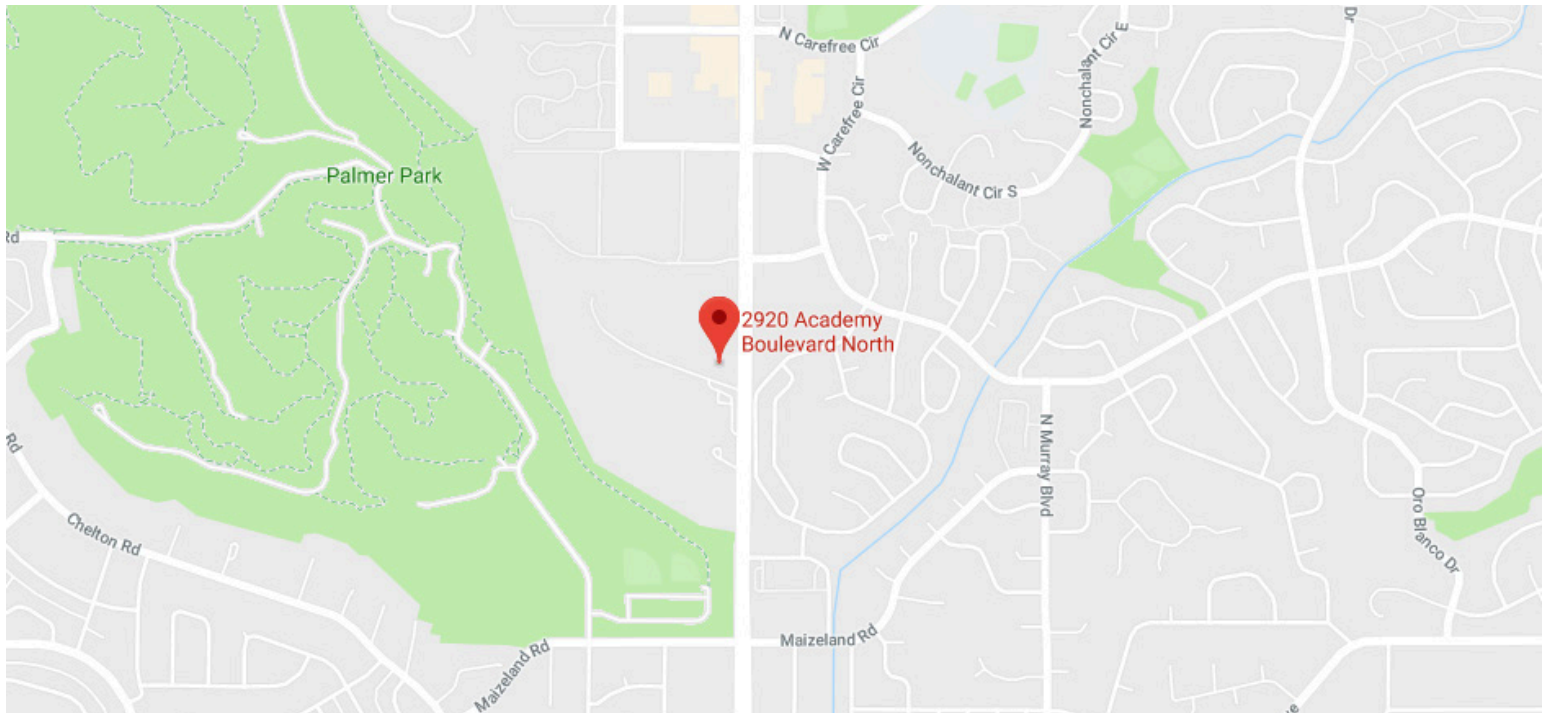 Dr
N Carefree Cir
Nonchalant Cir E
W Carefree Cir
Nonchalant Cir S
Palmer Park
Rd
2920 Academy
Boulevard North
Rd
N Murray Blvd
Oro Blanco Dr
Chelton Rd
Maizeland Rd
Maizeland Rd